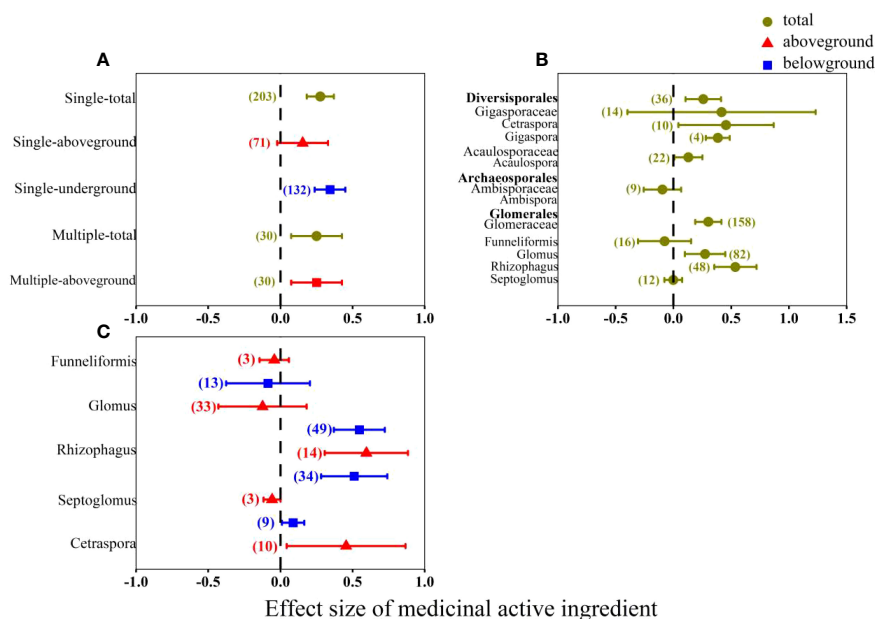 total
aboveground
belowground
A
Single-total
(203)
Single-aboveground
(71)
Single-underground
(132)
Multiple-total
(30)
Multiple-aboveground
(30)
-1.0 -0.5 0.0 0.5 1.0
B
Diversisporales
(36)
Gigasporaceae
(14)
Cetraspora
(10)
Gigaspora
(4)
Acaulosporaceae
(22)
Acaulospora
Archaeosporales
Ambisporaceae
(9)
Ambispora
Glomerales
Glomeraceae
(158)
Funneliformis
(16)
Glomus
(82)
Rhizophagus
(48)
Septoglomus
(12)
-1.0 -0.5 0.0 0.5 1.0 1.5
C
Funneliformis
(3)
(13)
Glomus
(33)
(49)
Rhizophagus
(14)
(34)
Septoglomus
(3)
(9)
Cetraspora
(10)
-1.0 -0.5 0.0 0.5 1.0
Effect size of medicinal active ingredient